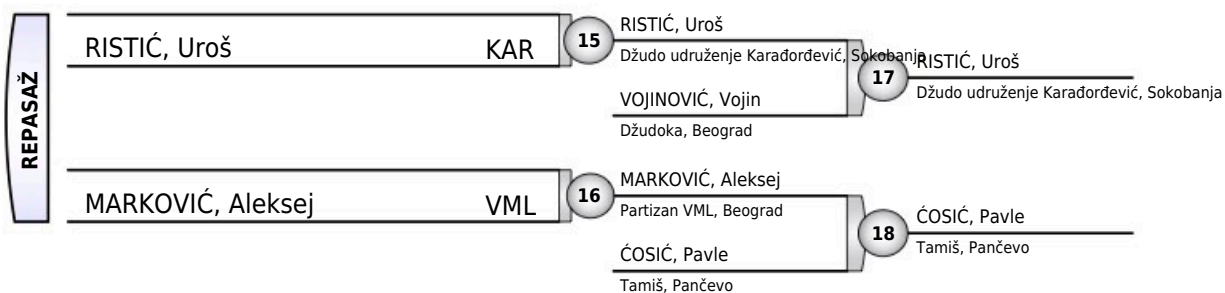 REPASAŽ
RISTIĆ, Uroš KAR
15
RISTIĆ, Uroš
Džudo udruženje Karađorđević, Sokobanja
VOJINOVIĆ, Vojin
Džudoka, Beograd
17
RISTIĆ, Uroš
Džudo udruženje Karađorđević, Sokobanja
MARKOVIĆ, Aleksej VML
16
MARKOVIĆ, Aleksej
Partizan VML, Beograd
ĆOSIĆ, Pavle
Tamiš, Pančevo
18
ĆOSIĆ, Pavle
Tamiš, Pančevo